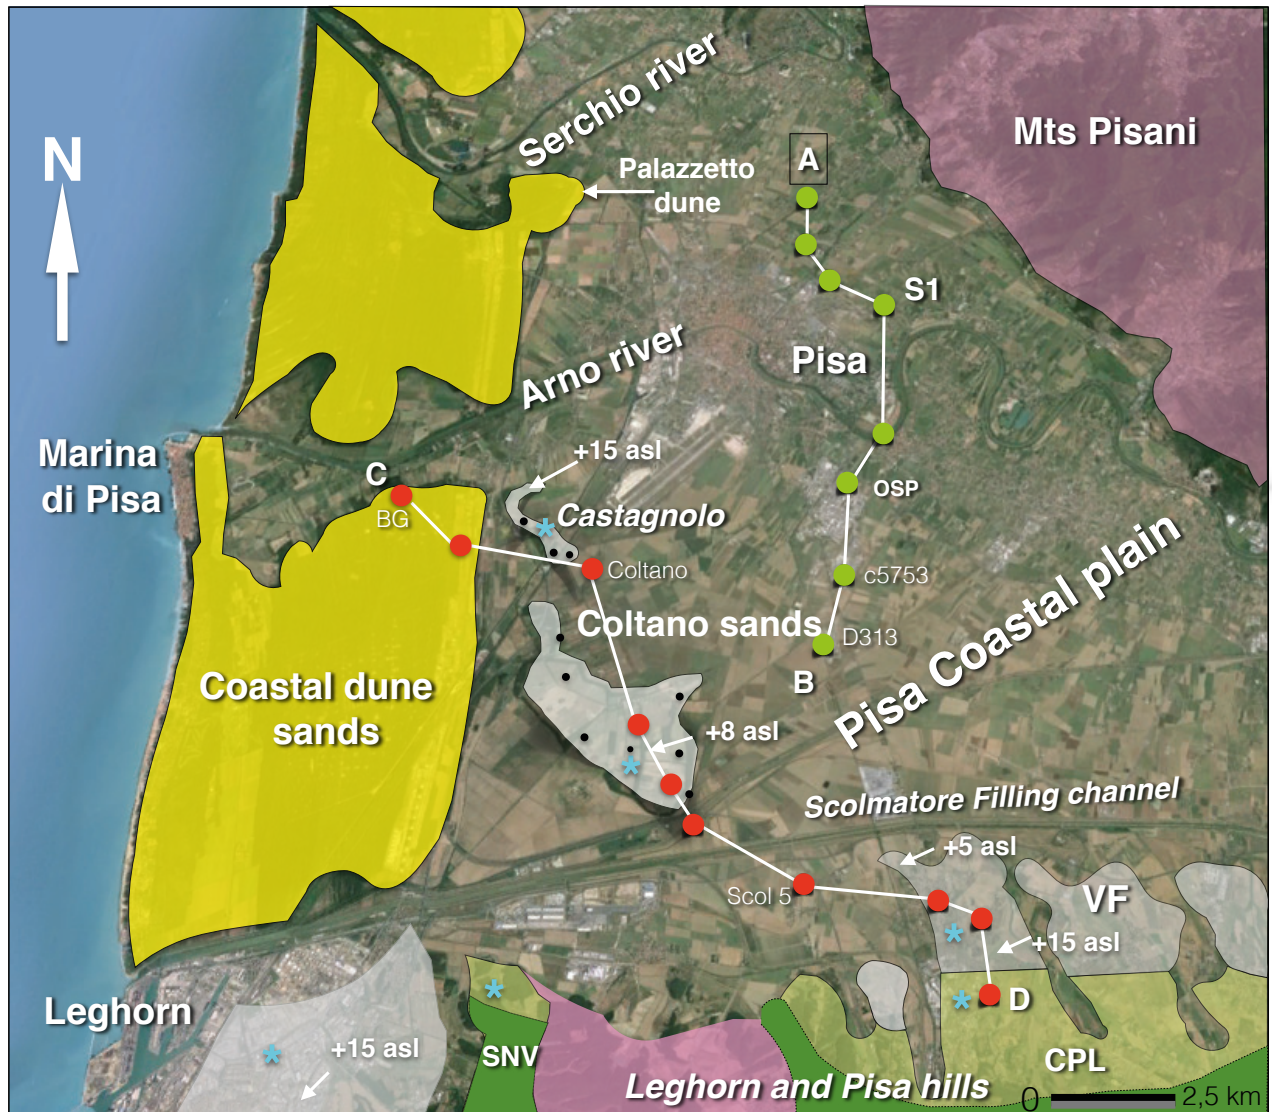 Serchio river
Mts Pisani
N
A
Palazzetto
dune
S1
Arno river
Pisa
Marina
di Pisa
+15 asl
C
BG
OSP
Castagnolo
*
Coltano
c5753
Coltano sands
D313
B
Pisa Coastal plain
Coastal dune
sands
+8 asl
*
Scolmatore Filling channel
+5 asl
Scol 5
VF
*
+15 asl
*
*
D
Leghorn
*
+15 asl
SNV
CPL
Leghorn and Pisa hills
0 2,5 km